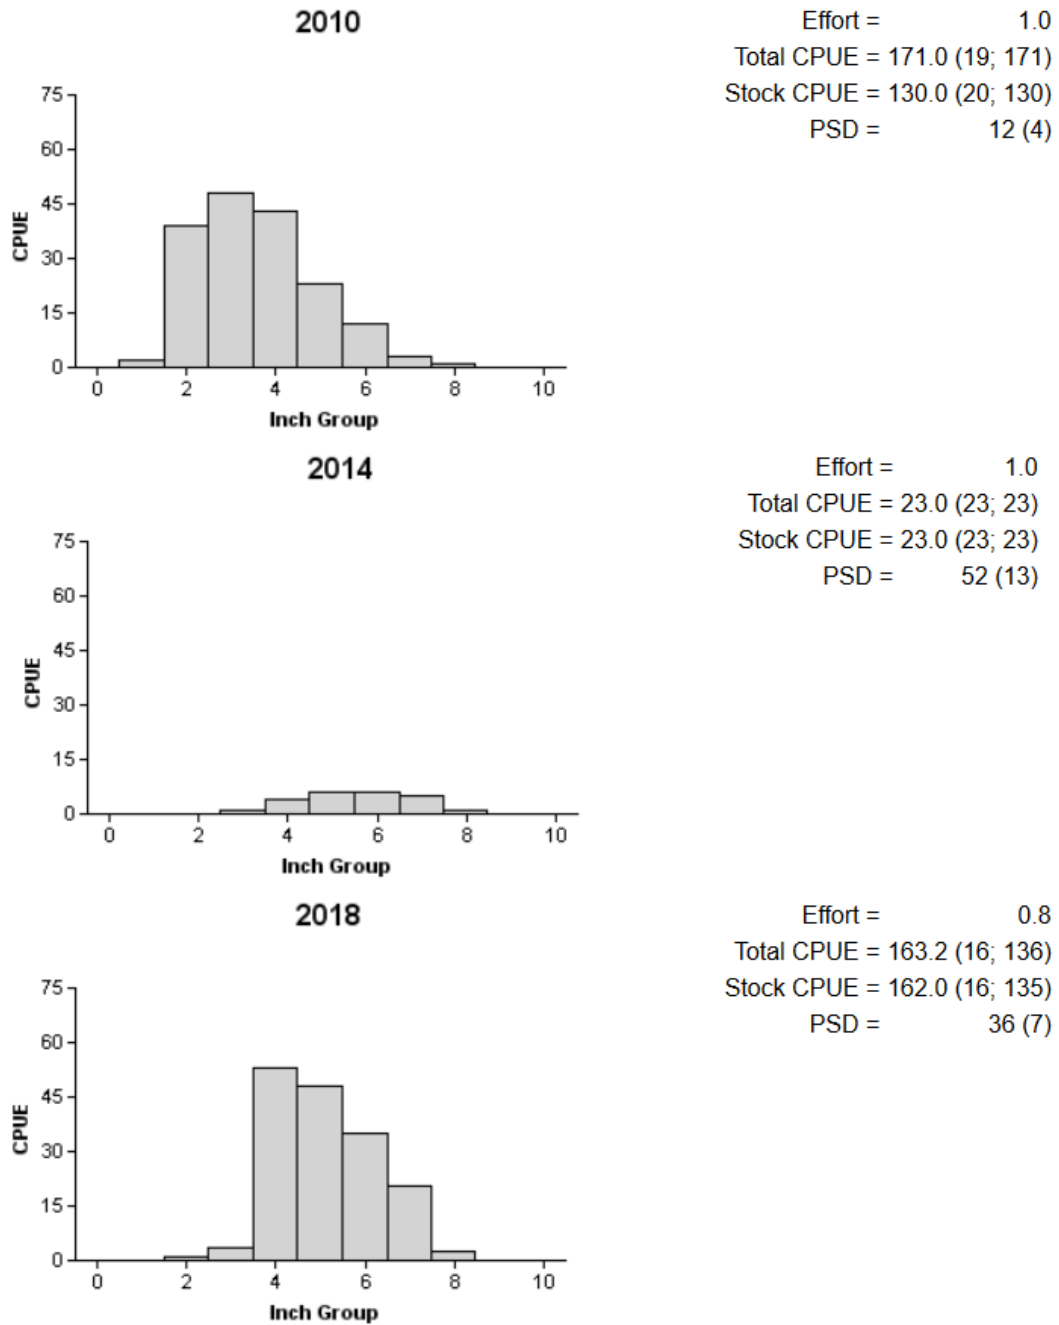 2010
Effort = 1.0
Total CPUE = 171.0 (19; 171)
Stock CPUE = 130.0 (20; 130)
PSD = 12 (4)
75
60
45
30
15
0
CPUE
0 2 4 6 8 10
Inch Group
2014
Effort = 1.0
Total CPUE = 23.0 (23; 23)
Stock CPUE = 23.0 (23; 23)
PSD = 52 (13)
75
60
45
30
15
0
CPUE
0 2 4 6 8 10
Inch Group
2018
Effort = 0.8
Total CPUE = 163.2 (16; 136)
Stock CPUE = 162.0 (16; 135)
PSD = 36 (7)
75
60
45
30
15
0
CPUE
0 2 4 6 8 10
Inch Group